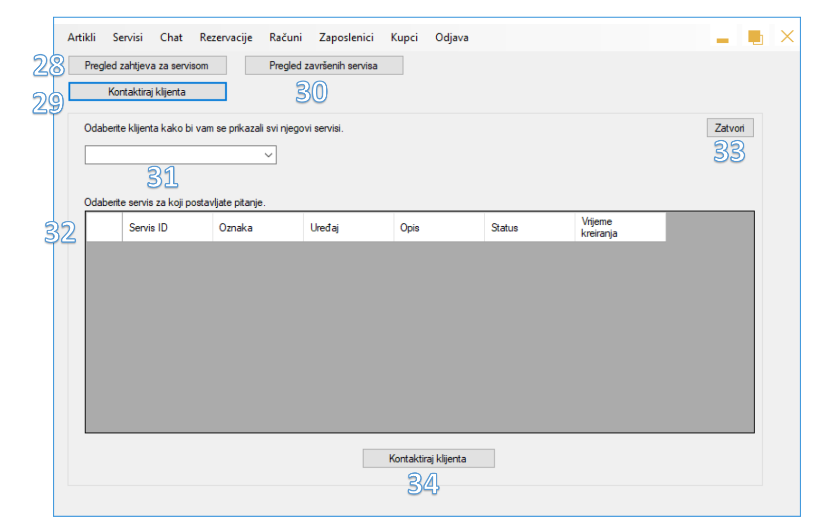 Artikli Servisi Chat Rezervacije Računi Zaposlenici Kupci Odjava
28 Pregled zahtjeva za servisom Pregled završenih servisa
29 Kontaktiraj klijenta 30
Odaberite klijenta kako bi vam se prikazali svi njegovi servisi. Zatvori
31 33
Odaberite servis za koji postavljate pitanje.
32 Servis ID Oznaka Uređaj Opis Status Vrijeme
kreiranja
Kontaktiraj klijenta
34